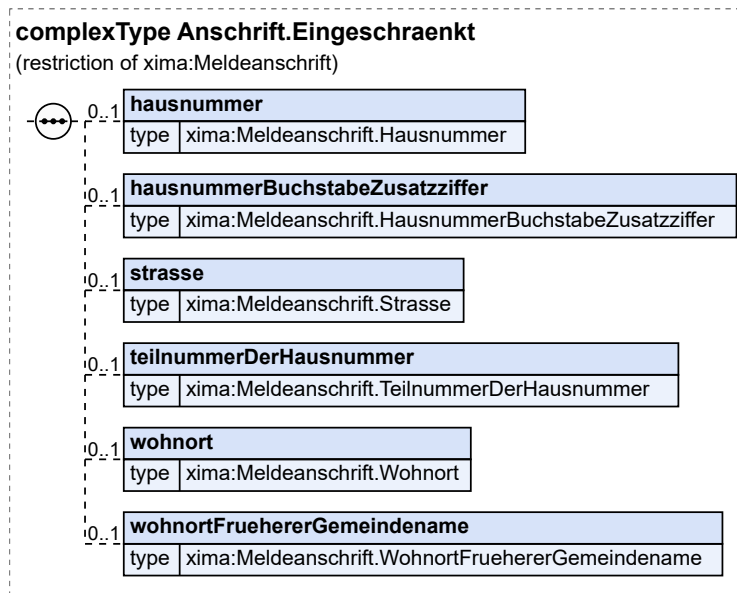 complexType Anschrift.Eingeschraenkt
(restriction of xima:Meldeanschrift)
0..1 hausnummer
type xima:Meldeanschrift.Hausnummer
0..1 hausnummerBuchstabeZusatzziffer
type xima:Meldeanschrift.HausnummerBuchstabeZusatzziffer
0..1 strasse
type xima:Meldeanschrift.Strasse
0..1 teilnummerDerHausnummer
type xima:Meldeanschrift.TeilnummerDerHausnummer
0..1 wohnort
type xima:Meldeanschrift.Wohnort
0..1 wohnortFruehererGemeindename
type xima:Meldeanschrift.WohnortFruehererGemeindename